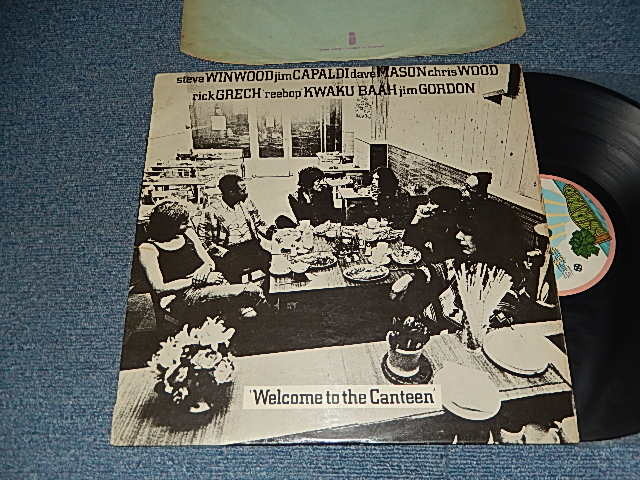 steve WINWOOD jim CAPALDI dave MASON chris WOOD
rick GRECH reebop KWAKU BAAH jim GORDON
'Welcome to the Canteen'